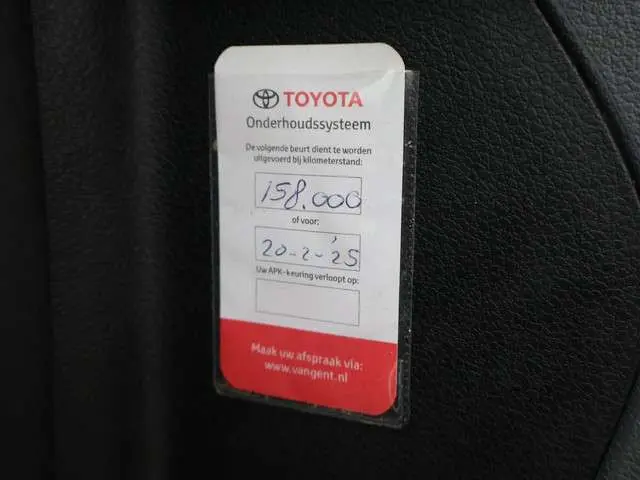 TOYOTA
Onderhoudssysteem
De volgende beurt dient te worden
uitgevoerd bij kilometerstand:
158.000
of voor:
20-2-'25
Uw APK-keuring verloopt op:
Maak uw afspraak via:
www.vangent.nl